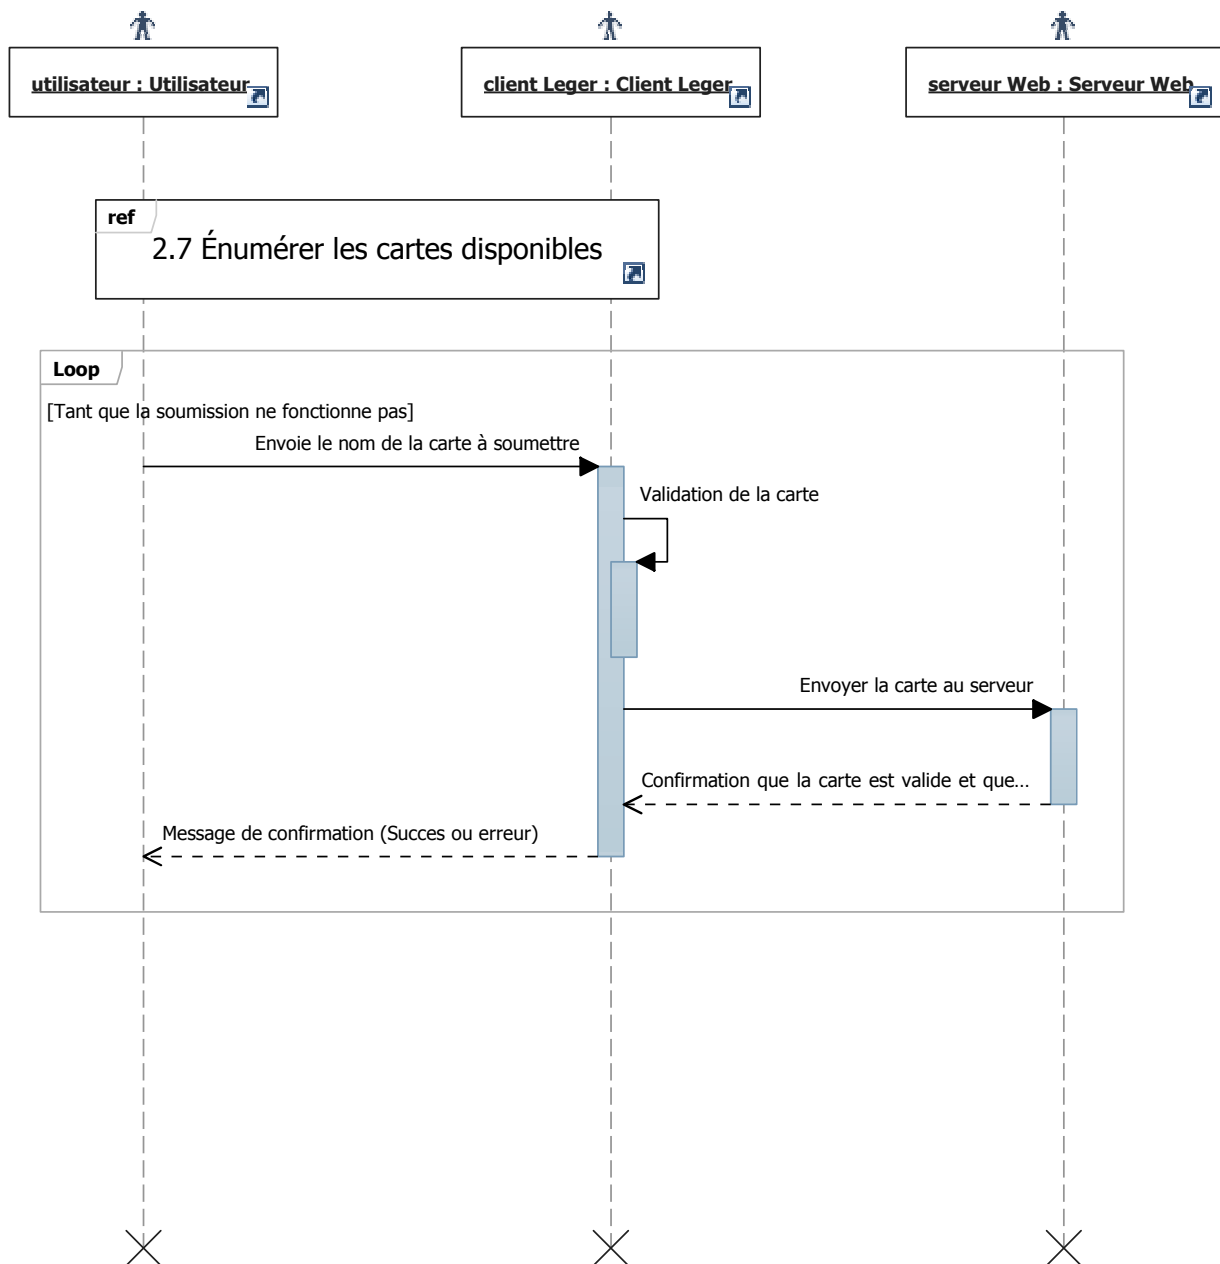 utilisateur : Utilisateur
client Leger : Client Leger
serveur Web : Serveur Web
ref
2.7 Énumérer les cartes disponibles
Loop
[Tant que la soumission ne fonctionne pas]
Envoie le nom de la carte à soumettre
Validation de la carte
Envoyer la carte au serveur
Confirmation que la carte est valide et que...
Message de confirmation (Succes ou erreur)